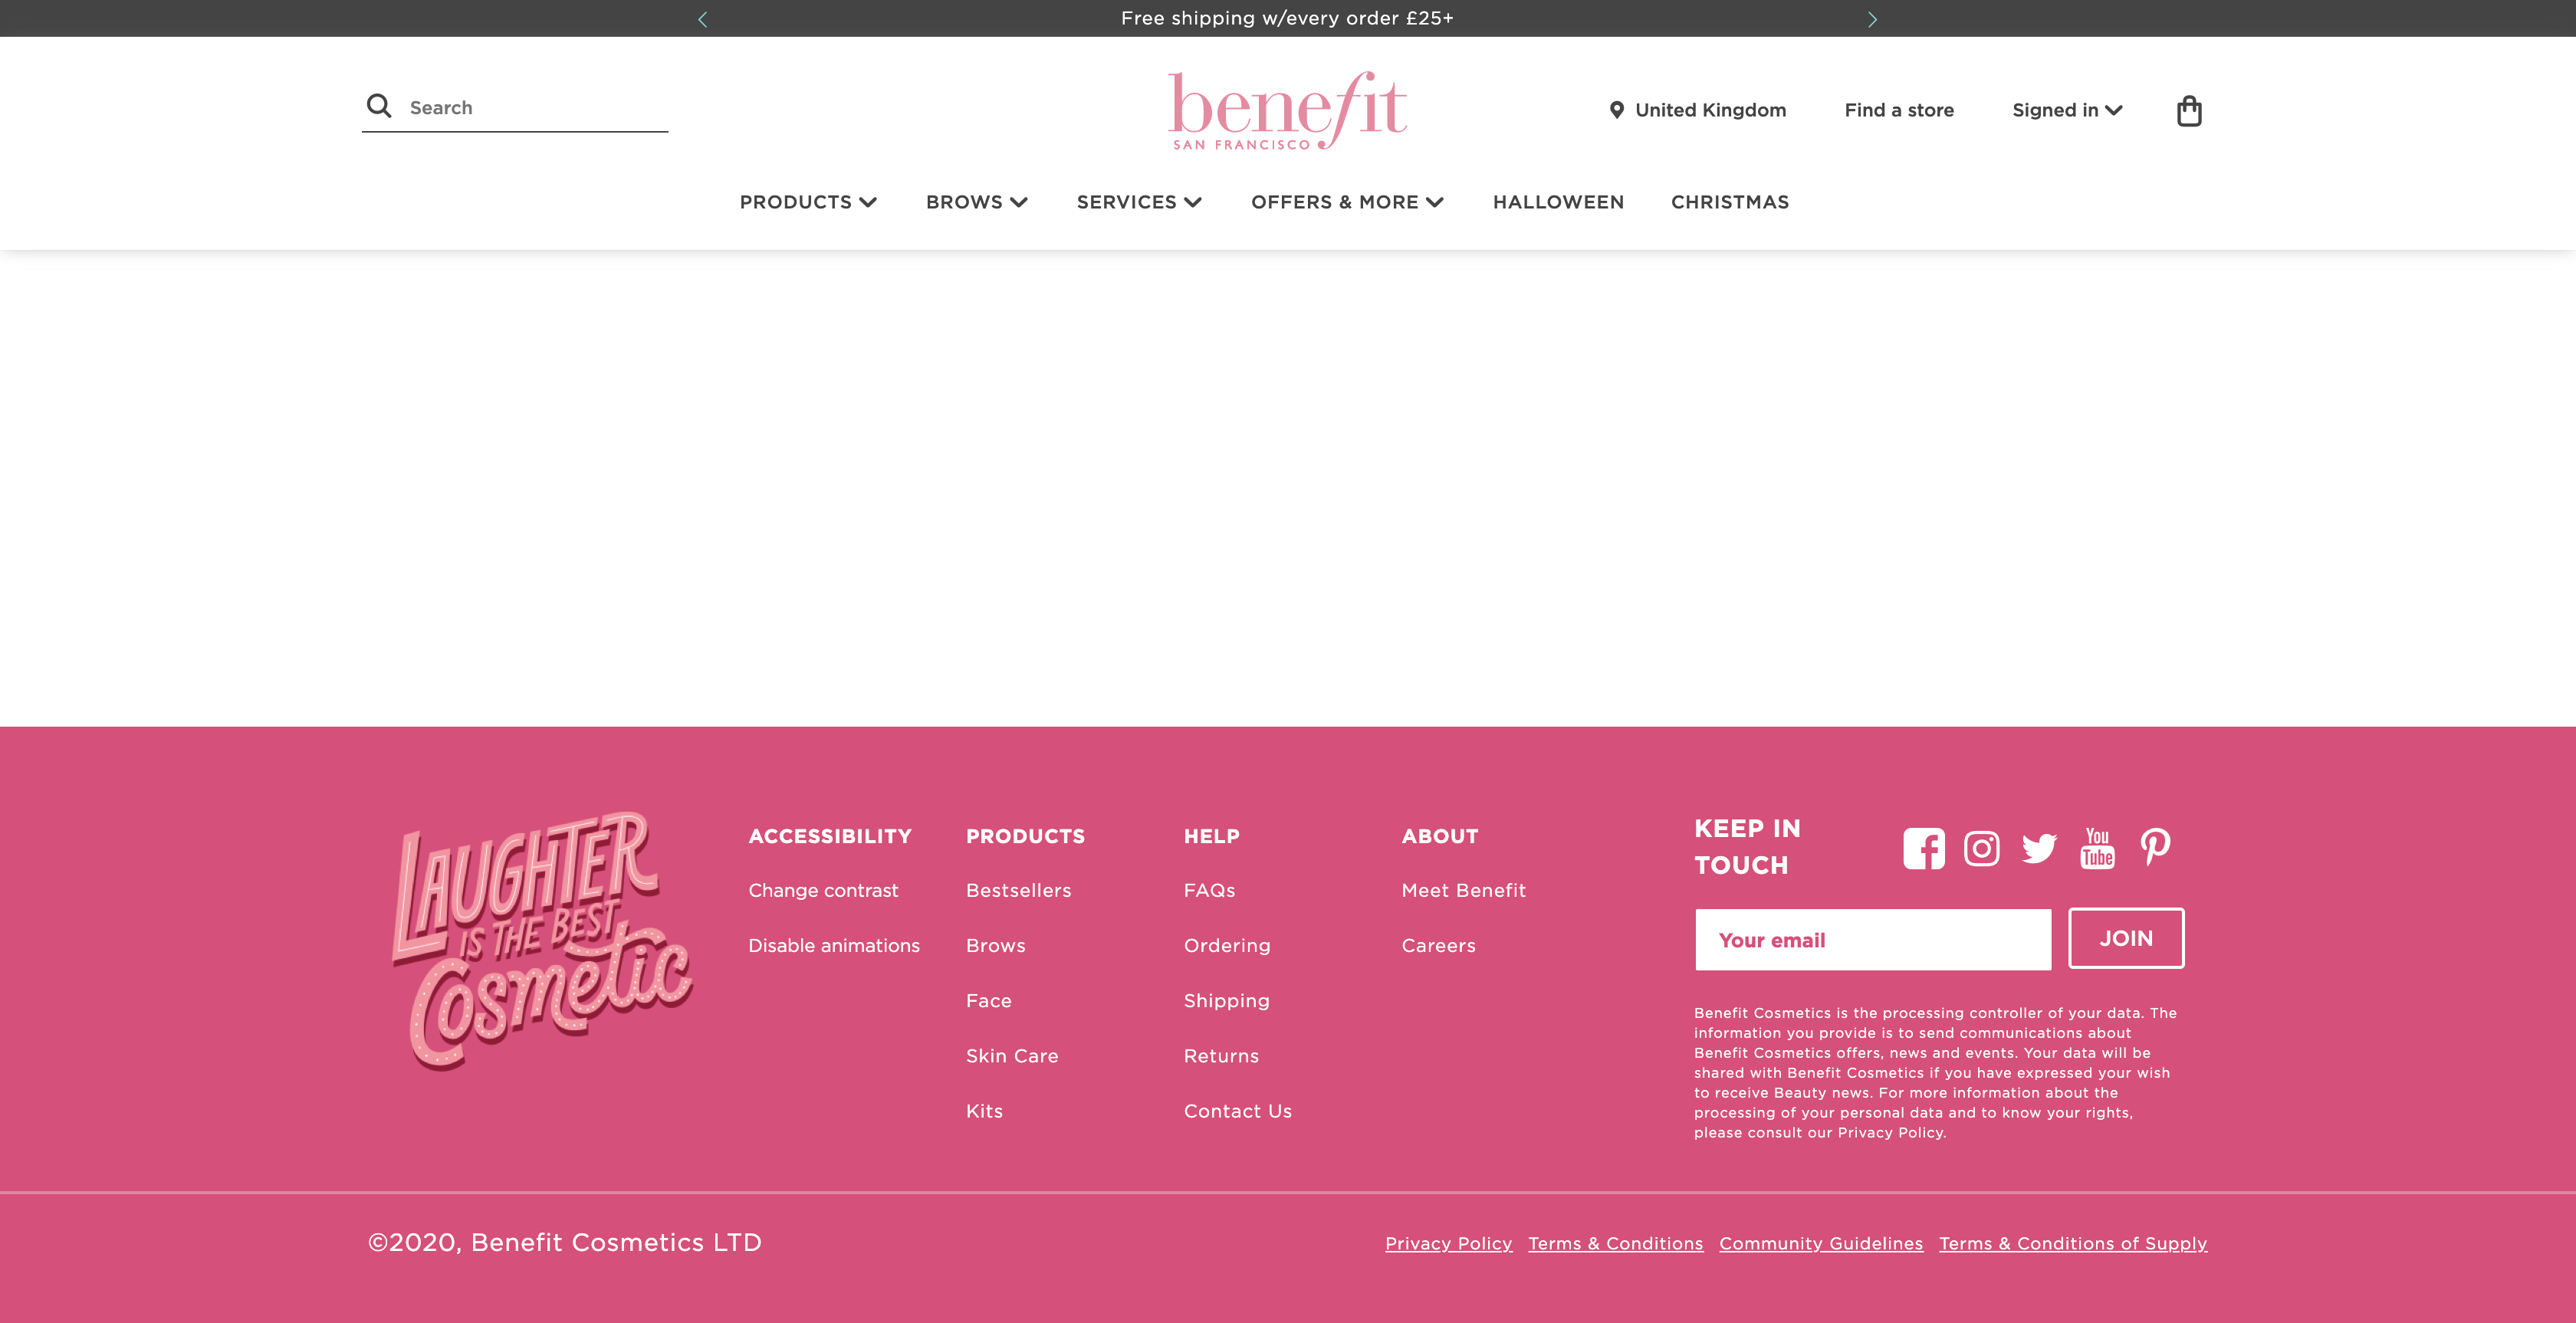 Free shipping w/every order £25+
Search
benefit
SAN FRANCISCO
United Kingdom
Find a store
Signed in
PRODUCTS
BROWS
SERVICES
OFFERS & MORE
HALLOWEEN
CHRISTMAS
LAUGHTER
IS THE BEST
Cosmetic
ACCESSIBILITY
Change contrast
Disable animations
PRODUCTS
Bestsellers
Brows
Face
Skin Care
Kits
HELP
FAQs
Ordering
Shipping
Returns
Contact Us
ABOUT
Meet Benefit
Careers
KEEP IN
TOUCH
You
Tube
Your email
JOIN
Benefit Cosmetics is the processing controller of your data. The
information you provide is to send communications about
Benefit Cosmetics offers, news and events. Your data will be
shared with Benefit Cosmetics if you have expressed your wish
to receive Beauty news. For more information about the
processing of your personal data and to know your rights,
please consult our Privacy Policy.
©2020, Benefit Cosmetics LTD
Privacy Policy
Terms & Conditions
Community Guidelines
Terms & Conditions of Supply